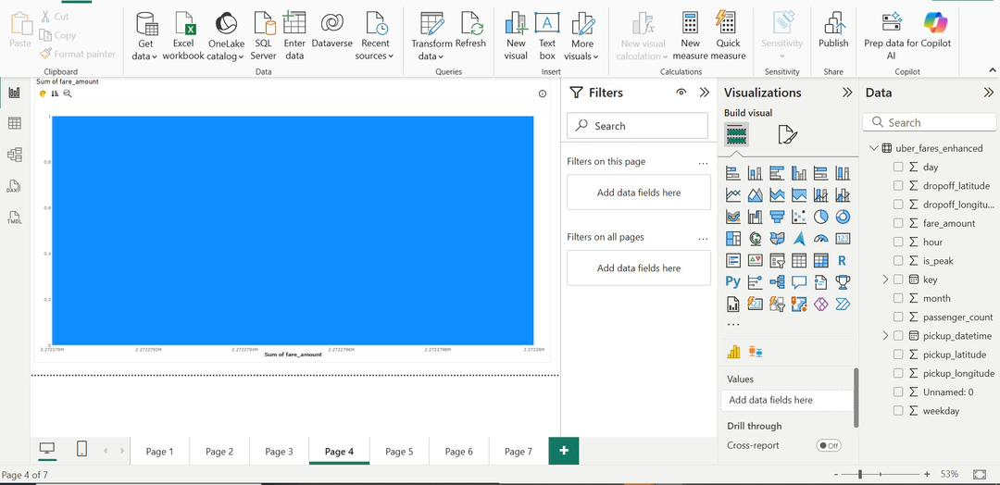 Paste
Cut
Copy
Format painter
Clipboard
Get data
Excel workbook
OneLake catalog
SQL Server
Enter data
Dataverse
Recent sources
Data
Transform data
Refresh
Queries
New visual
Text box
More visuals
Insert
New visual calculation
New measure
Quick measure
Calculations
Sensitivity
Sensitivity
Publish
Share
Prep data for AI
Copilot
Copilot
DAX
TMDL
Sum of fare_amount
1
0.8
0.6
0.4
0.2
0
2.272279M
2.2722792M
2.2722794M
2.2722796M
2.2722798M
2.27228M
Sum of fare_amount
Filters
Search
Filters on this page
...
Add data fields here
Filters on all pages
...
Add data fields here
Visualizations
Build visual
123
R
Py
123
...
Values
Add data fields here
Drill through
Cross-report
Off
Data
Search
uber_fares_enhanced
day
dropoff_latitude
dropoff_longitu...
fare_amount
hour
is_peak
key
month
passenger_count
pickup_datetime
pickup_latitude
pickup_longitude
Unnamed: 0
weekday
Page 1
Page 2
Page 3
Page 4
Page 5
Page 6
Page 7
+
Page 4 of 7
-
+
53%